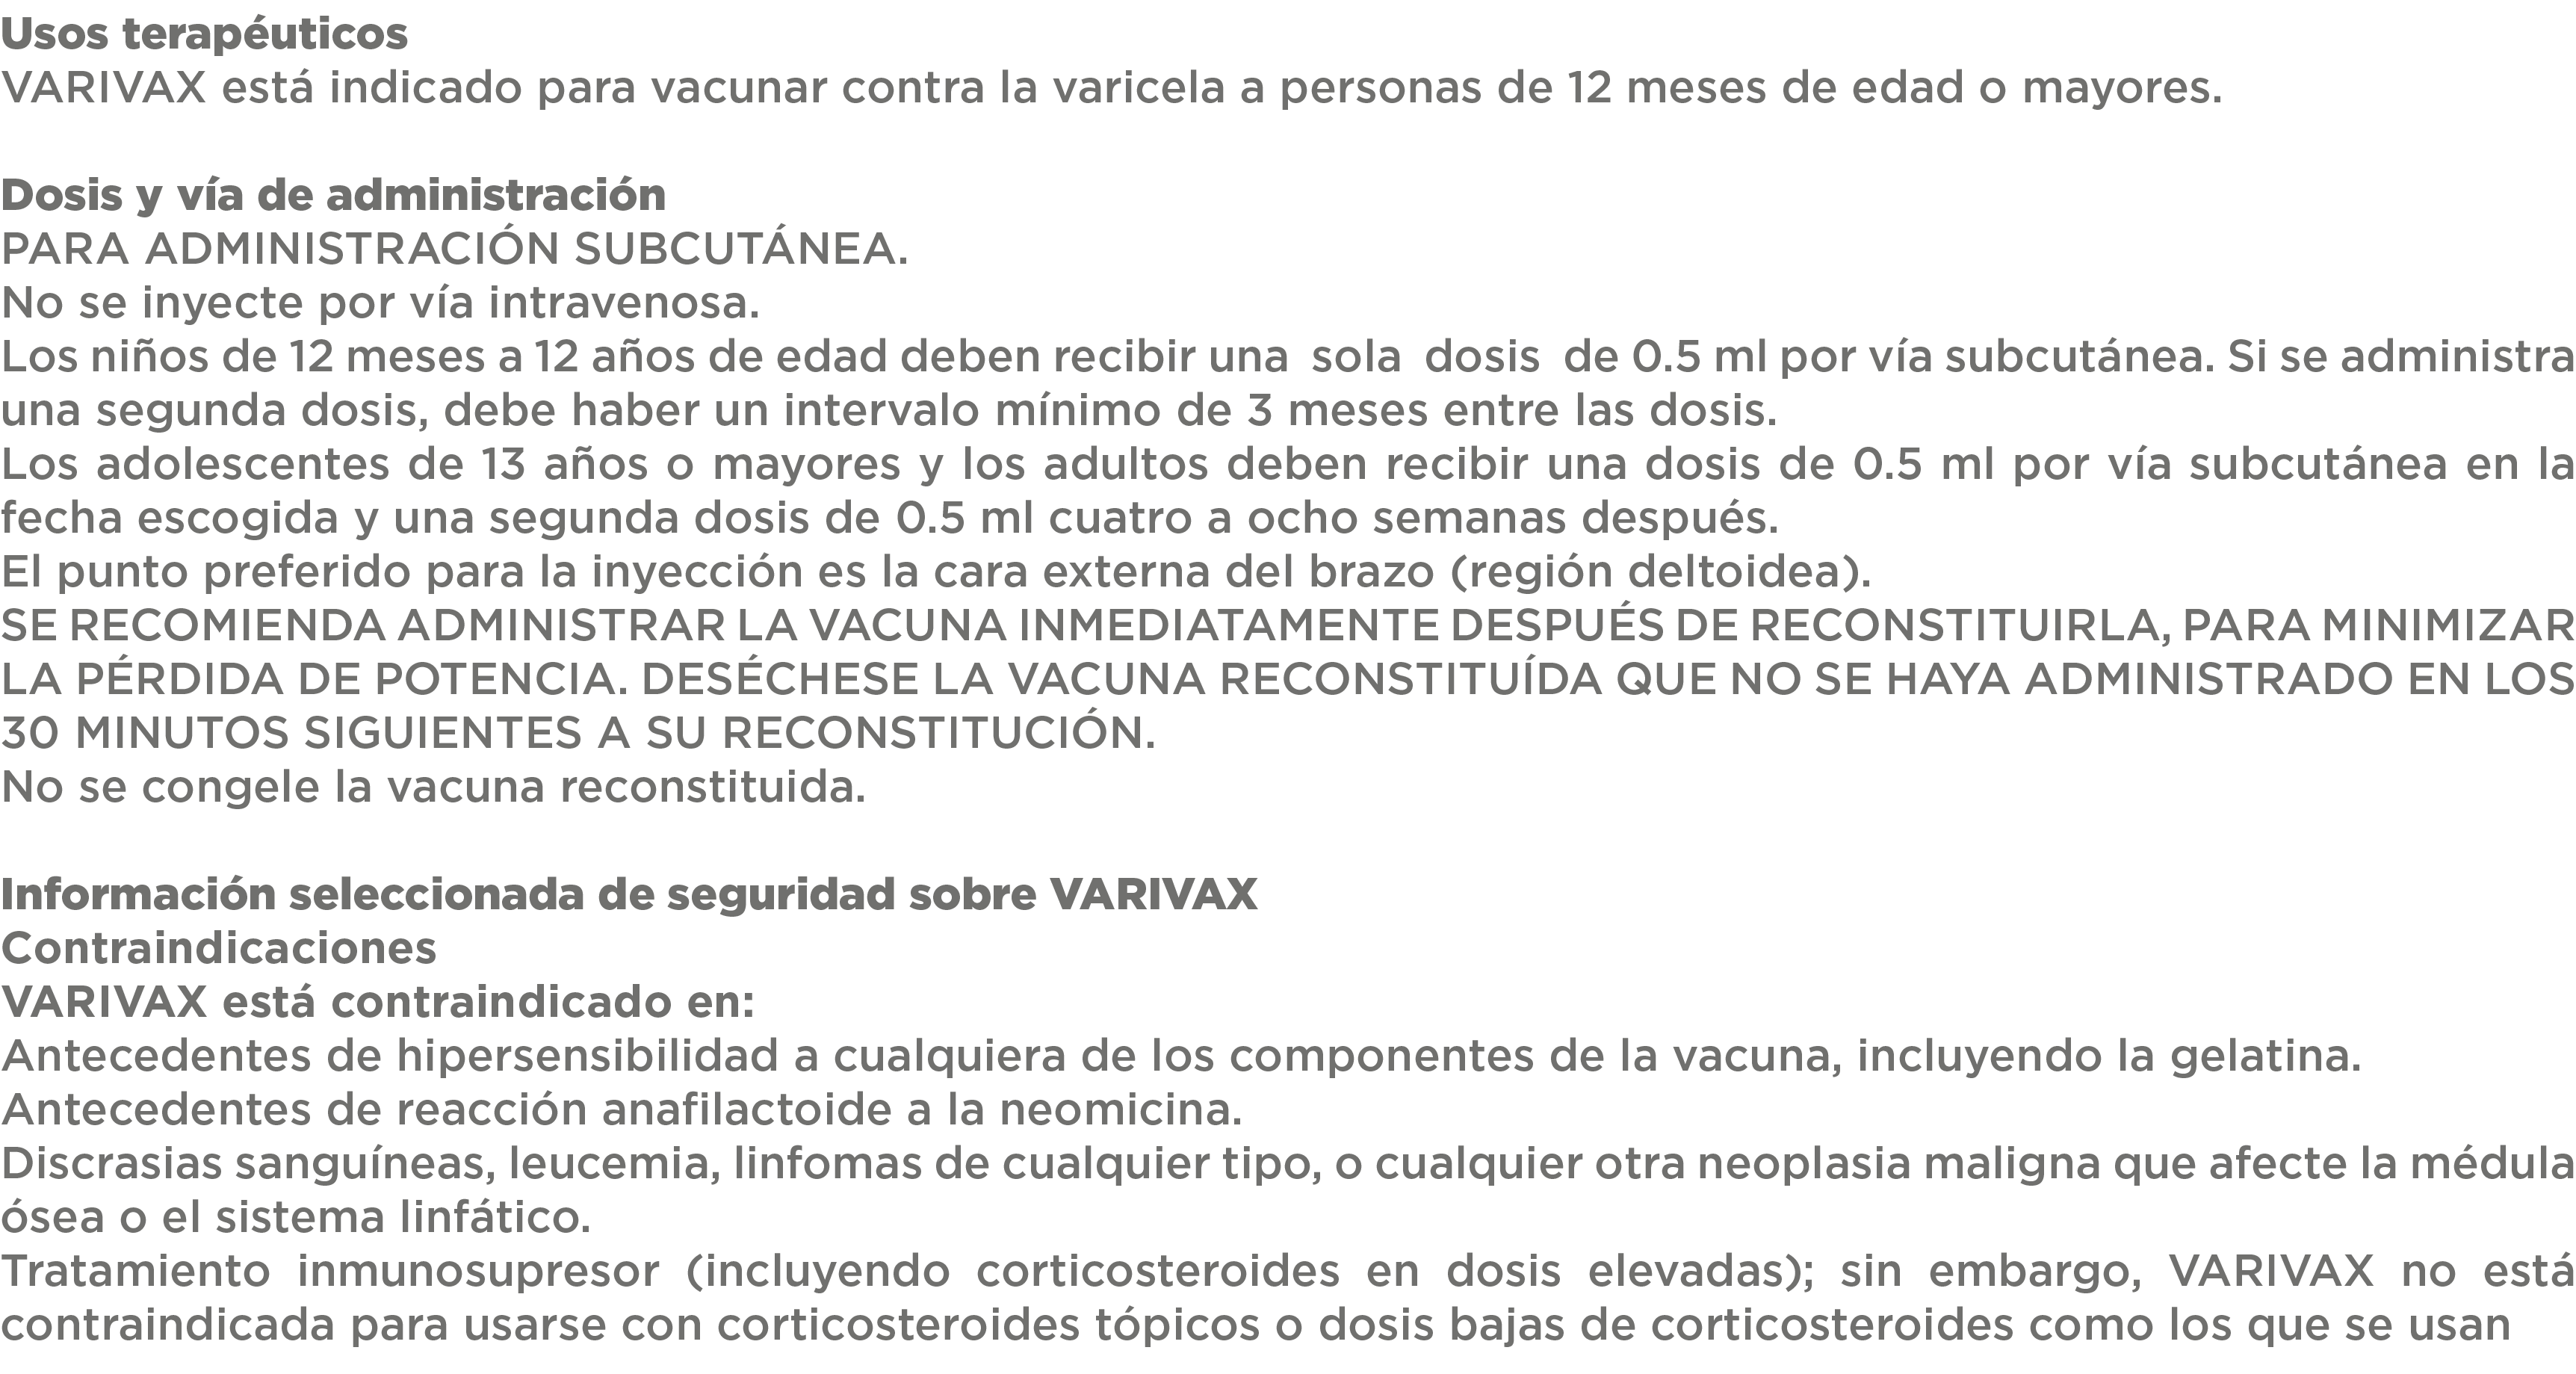 Usos terapéuticos
VARIVAX está indicado para vacunar contra la varicela a personas de 12 meses de edad o mayores.
Dosis y vía de administración
PARA ADMINISTRACIÓN SUBCUTÁNEA.
No se inyecte por vía intravenosa.
Los niños de 12 meses a 12 años de edad deben recibir una sola dosis de 0.5 ml por vía subcutánea. Si se administra
una segunda dosis, debe haber un intervalo mínimo de 3 meses entre las dosis.
Los adolescentes de 13 años o mayores y los adultos deben recibir una dosis de 0.5 ml por vía subcutánea en la
fecha escogida y una segunda dosis de 0.5 ml cuatro a ocho semanas después.
El punto preferido para la inyección es la cara externa del brazo (región deltoidea).
SE RECOMIENDA ADMINISTRAR LA VACUNA INMEDIATAMENTE DESPUÉS DE RECONSTITUIRLA, PARA MINIMIZAR
LA PÉRDIDA DE POTENCIA. DESÉCHESE LA VACUNA RECONSTITUÍDA QUE NO SE HAYA ADMINISTRADO EN LOS
30 MINUTOS SIGUIENTES A SU RECONSTITUCIÓN.
No se congele la vacuna reconstituida.
Información seleccionada de seguridad sobre VARIVAX
Contraindicaciones
VARIVAX está contraindicado en:
Antecedentes de hipersensibilidad a cualquiera de los componentes de la vacuna, incluyendo la gelatina.
Antecedentes de reacción anafilactoide a la neomicina.
Discrasias sanguíneas, leucemia, linfomas de cualquier tipo, o cualquier otra neoplasia maligna que afecte la médula
ósea o el sistema linfático.
Tratamiento inmunosupresor (incluyendo corticosteroides en dosis elevadas); sin embargo, VARIVAX no está
contraindicada para usarse con corticosteroides tópicos o dosis bajas de corticosteroides como los que se usan